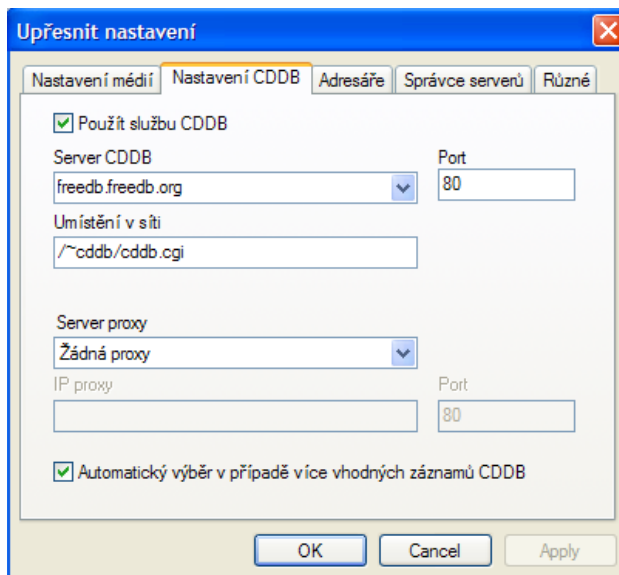 Upřesnit nastavení
Nastavení médií Nastavení CDDB Adresáře Správce serverů Různé
Použít službu CDDB
Server CDDB Port
freedb.freedb.org 80
Umístění v síti
/~cddb/cddb.cgi
Server proxy
Žádná proxy
IP proxy Port
80
Automatický výběr v případě více vhodných záznamů CDDB
OK Cancel Apply